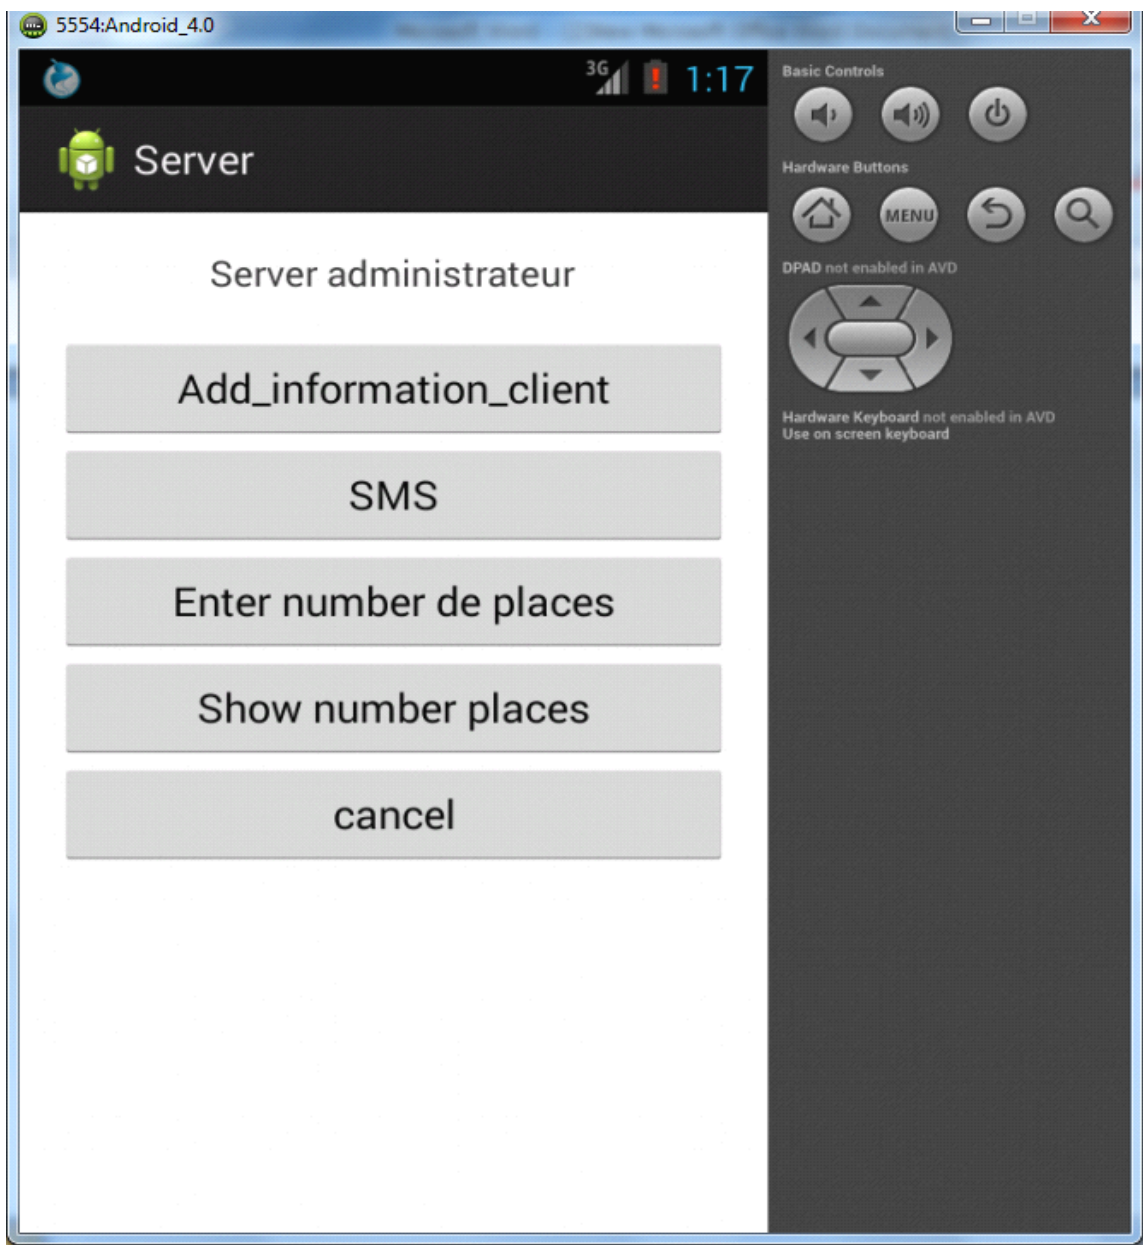 5554:Android_4.0
3G 1:17
Server
Server administrateur
Add_information_client
SMS
Enter number de places
Show number places
cancel
Basic Controls
Hardware Buttons
MENU
DPAD not enabled in AVD
Hardware Keyboard not enabled in AVD
Use on screen keyboard